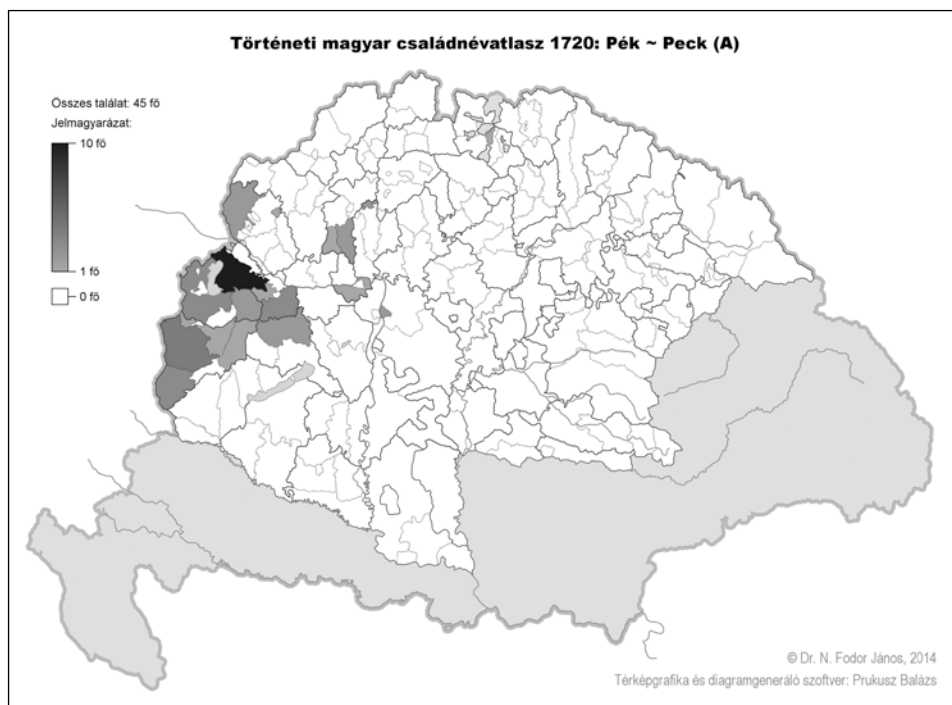 Történeti magyar családnévatlasz 1720: Pék ~ Peck (A)
Összes találat: 45 fő
Jelmagyarázat:
10 fő
1 fő
0 fő
© Dr. N. Fodor János, 2014
Térképgrafika és diagramgeneráló szoftver: Prukusz Balázs